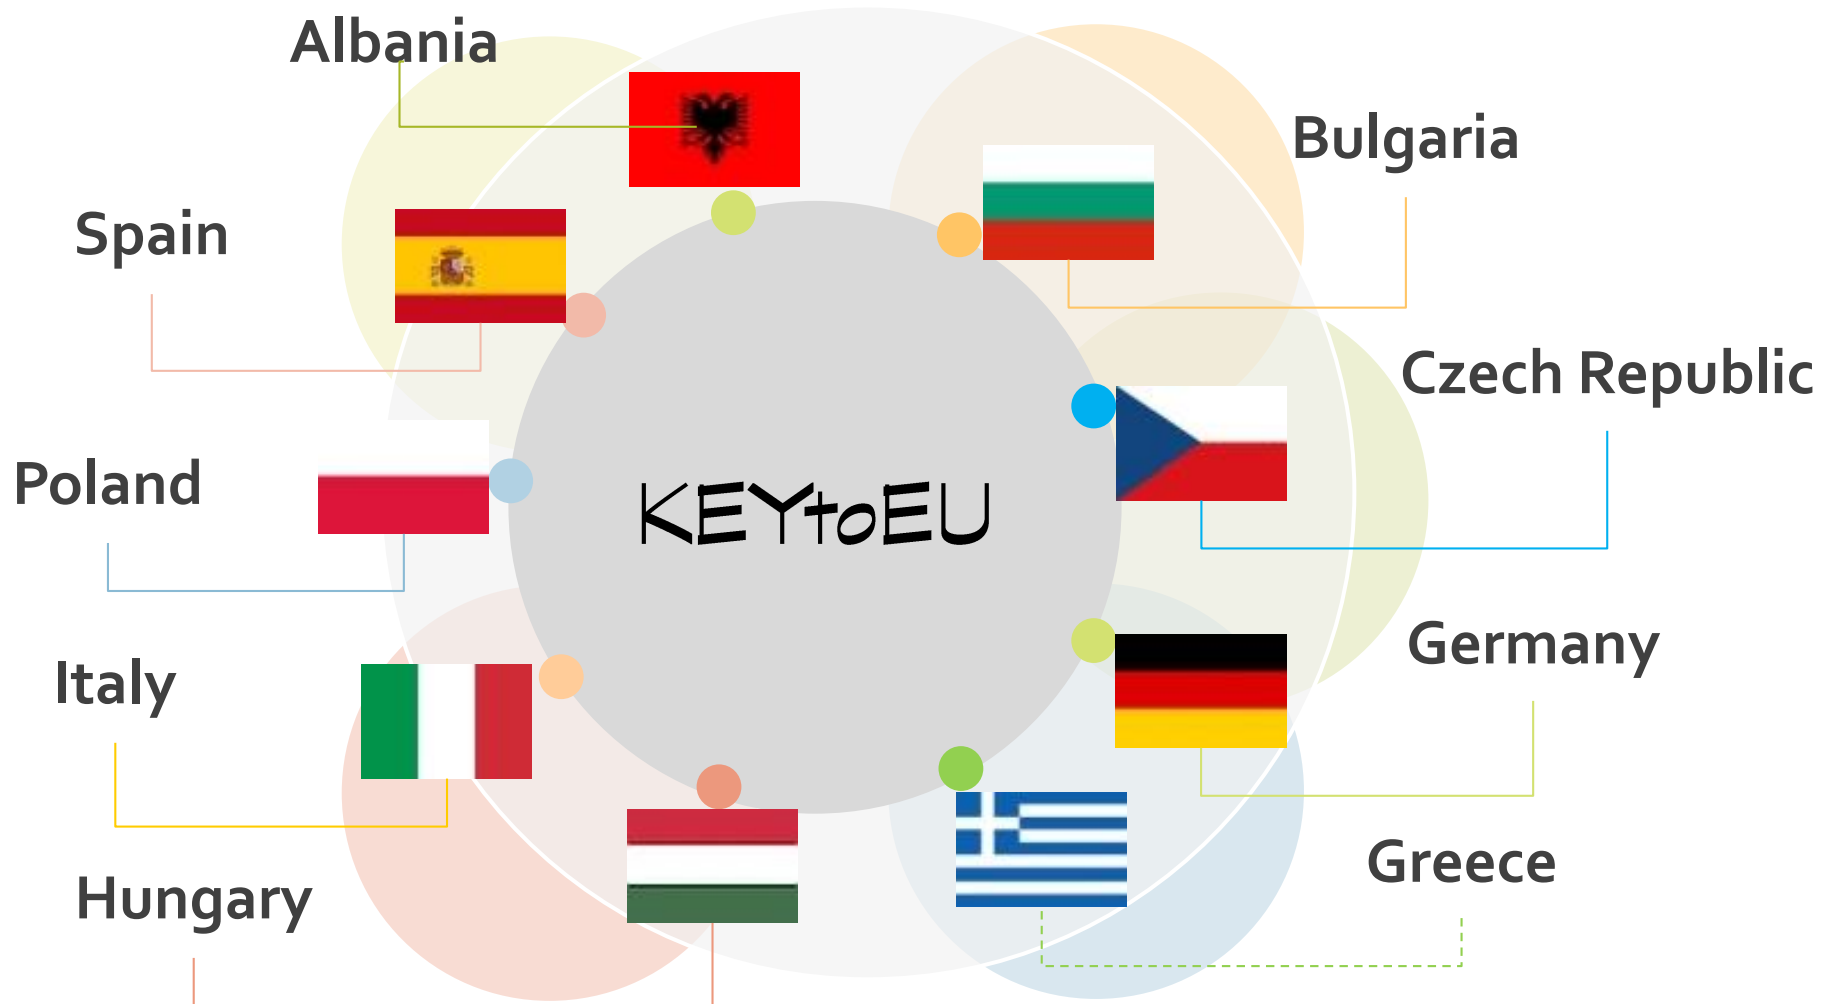 Albania
Bulgaria
Spain
Czech Republic
Poland
KEYtoEU
Germany
Italy
Greece
Hungary